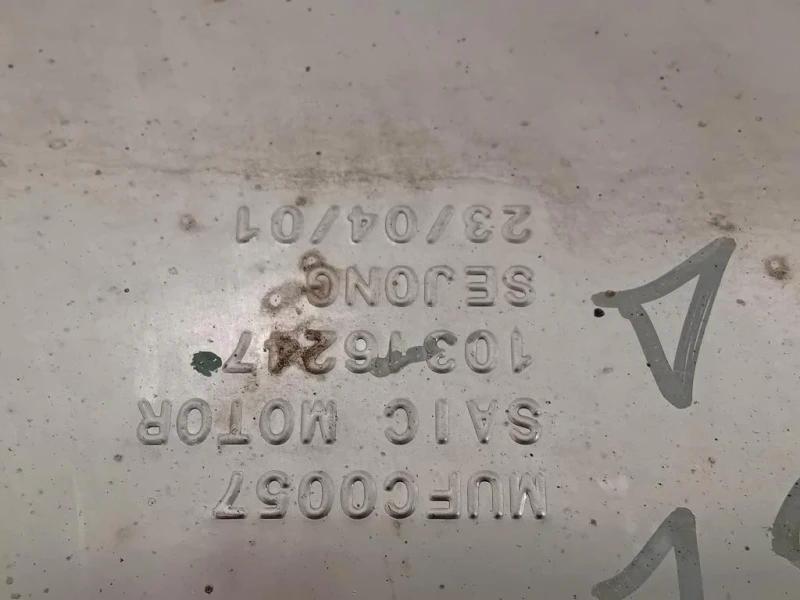 MUFC0057
SAIC MOTOR
10316247
SEJONG
23/04/01